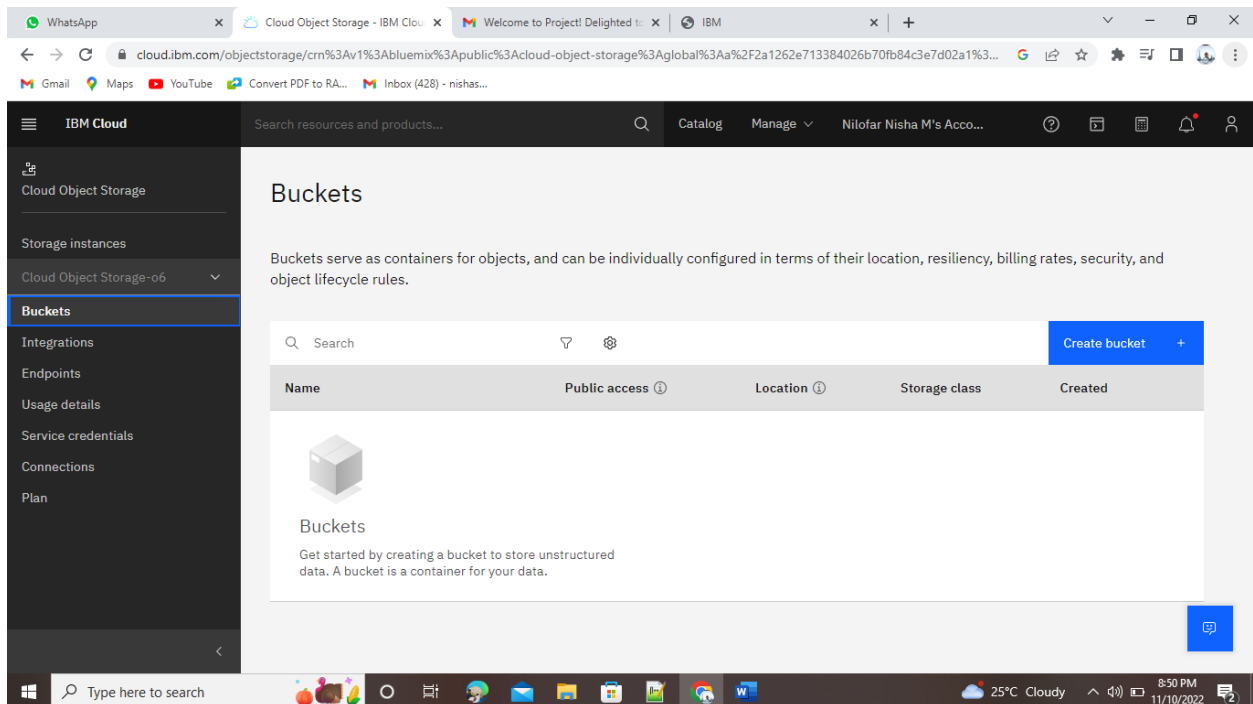 WhatsApp
Cloud Object Storage - IBM Clou
Welcome to Project! Delighted to
IBM
cloud.ibm.com/objectstorage/crn%3Av1%3Abluemix%3Apublic%3Acloud-object-storage%3Aglobal%3Aa%2F2a1262e713384026b70fb84c3e7d02a1%3...
Gmail Maps YouTube Convert PDF to RA... Inbox (428) - nishas...
IBM Cloud Search resources and products... Catalog Manage Nilofar Nisha M's Acco...
Cloud Object Storage
Storage instances
Cloud Object Storage-o6
Buckets
Integrations
Endpoints
Usage details
Service credentials
Connections
Plan
Buckets
Buckets serve as containers for objects, and can be individually configured in terms of their location, resiliency, billing rates, security, and
object lifecycle rules.
Search Create bucket +
Name Public access Location Storage class Created
Buckets
Get started by creating a bucket to store unstructured
data. A bucket is a container for your data.
Type here to search
25°C Cloudy
8:50 PM
11/10/2022
2